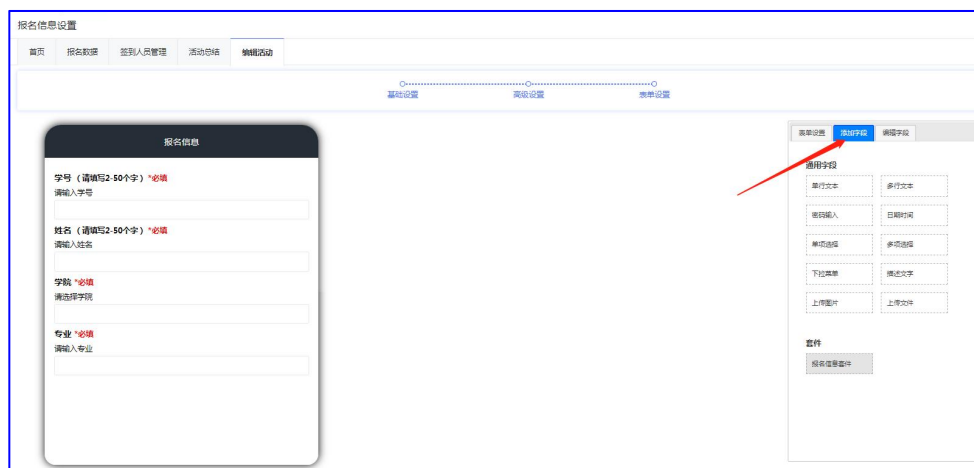 报名信息设置
首页 报名数据 签到人员管理 活动总结 编辑活动
基础设置 高级设置 表单设置
报名信息
学号（请填写2-50个字）*必填
请输入学号
姓名（请填写2-50个字）*必填
请输入姓名
学院 *必填
请选择学院
专业 *必填
请输入专业
表单设置 添加字段 编辑字段
通用字段
单行文本 多行文本
密码输入 日期时间
单项选择 多项选择
下拉菜单 描述文字
上传图片 上传文件
套件
报名信息套件